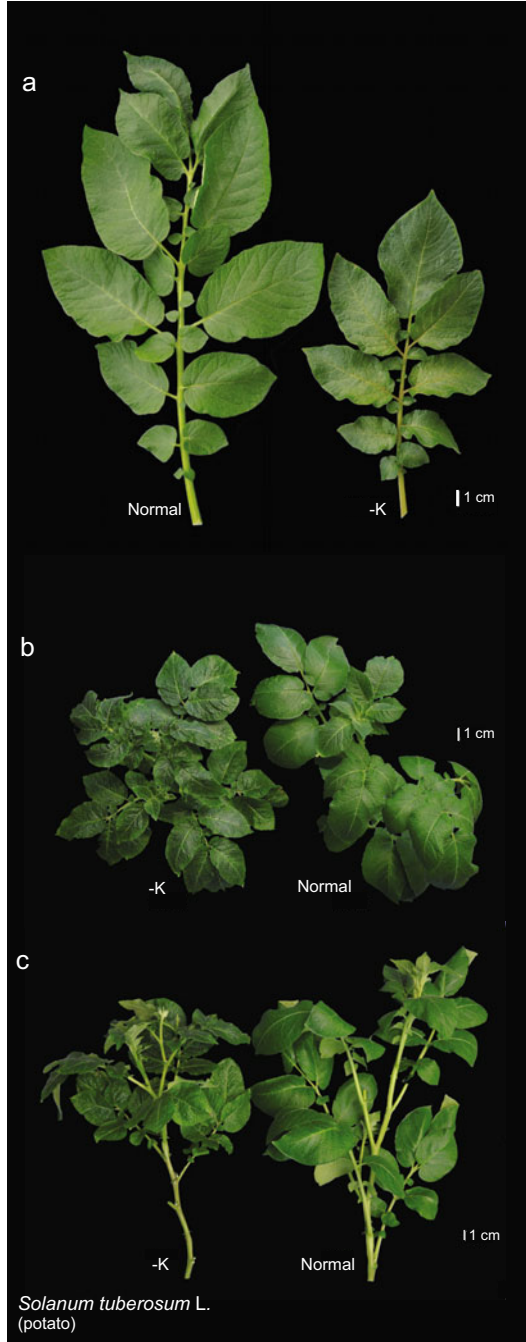 a
Normal
-K
1 cm
b
1 cm
-K
Normal
c
1 cm
-K
Normal
Solanum tuberosum L.
(potato)